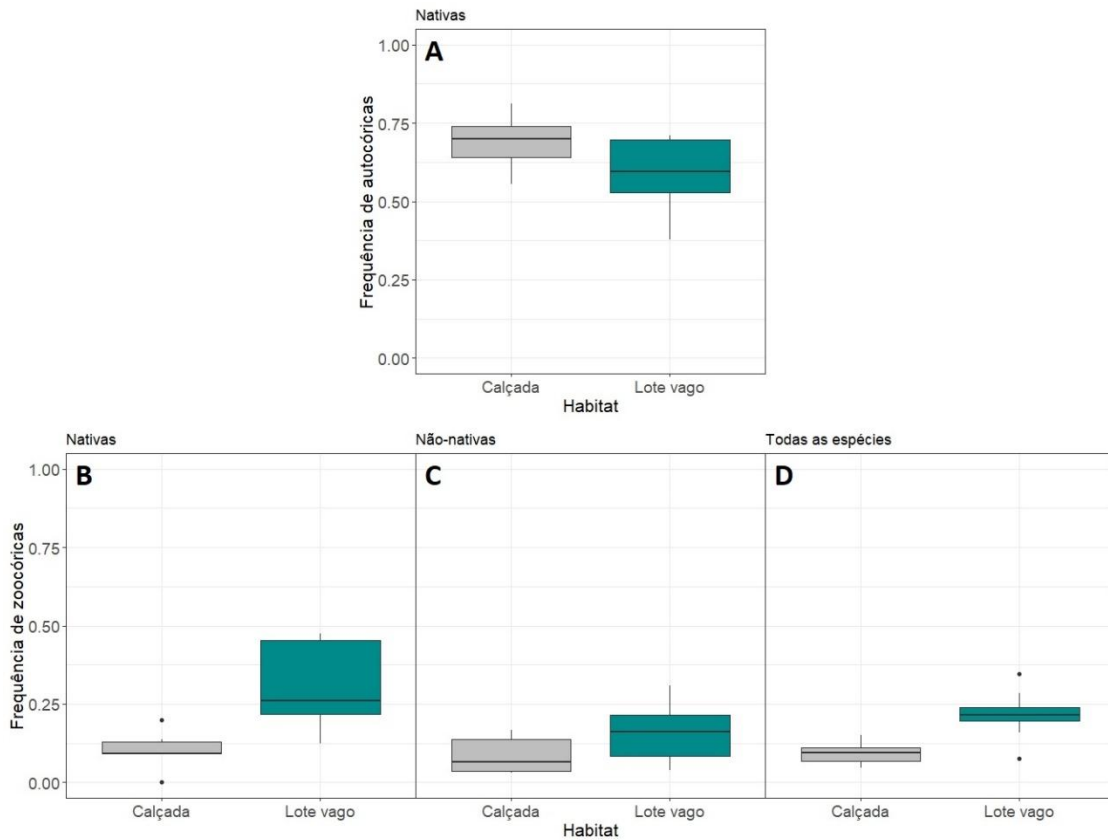 Nativas
A
Frequência de autocóricas
1.00
0.75
0.50
0.25
0.00
Calçada Lote vago
Habitat
Nativas Não-nativas Todas as espécies
B C D
Frequência de zoocóricas
1.00
0.75
0.50
0.25
0.00
Calçada Lote vago Calçada Lote vago Calçada Lote vago
Habitat